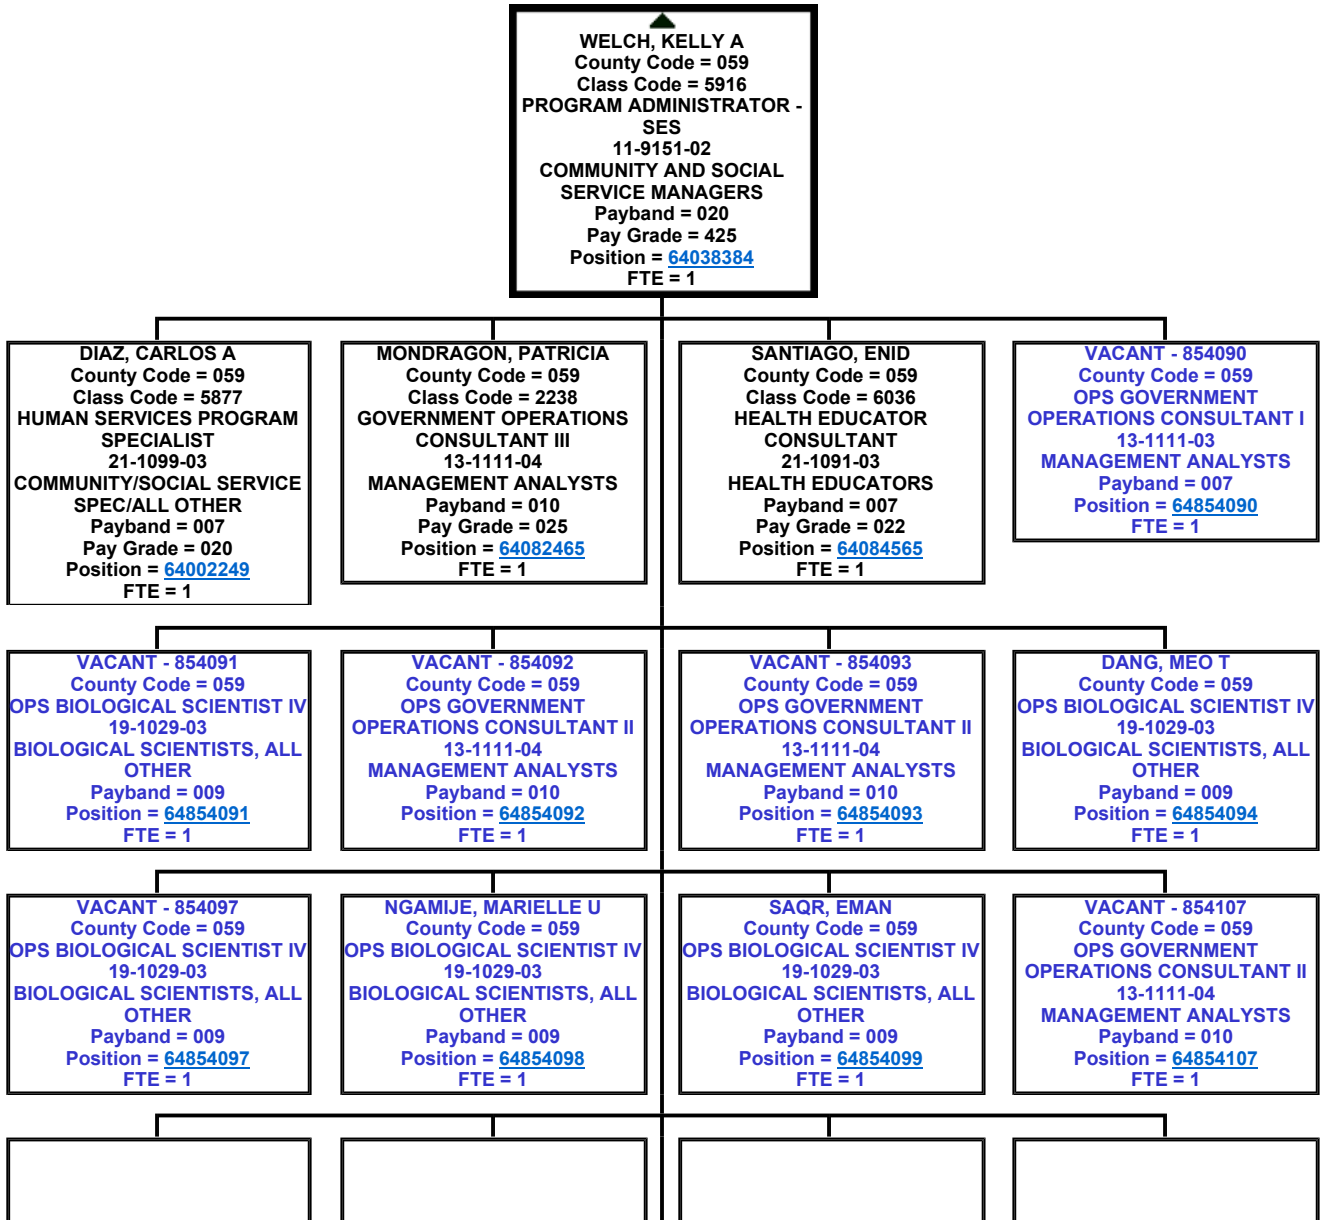 WELCH, KELLY A
County Code = 059
Class Code = 5916
PROGRAM ADMINISTRATOR -
SES
11-9151-02
COMMUNITY AND SOCIAL
SERVICE MANAGERS
Payband = 020
Pay Grade = 425
Position = 64038384
FTE = 1
DIAZ, CARLOS A
County Code = 059
Class Code = 5877
HUMAN SERVICES PROGRAM
SPECIALIST
21-1099-03
COMMUNITY/SOCIAL SERVICE
SPEC/ALL OTHER
Payband = 007
Pay Grade = 020
Position = 64002249
FTE = 1
MONDRAGON, PATRICIA
County Code = 059
Class Code = 2238
GOVERNMENT OPERATIONS
CONSULTANT III
13-1111-04
MANAGEMENT ANALYSTS
Payband = 010
Pay Grade = 025
Position = 64082465
FTE = 1
SANTIAGO, ENID
County Code = 059
Class Code = 6036
HEALTH EDUCATOR
CONSULTANT
21-1091-03
HEALTH EDUCATORS
Payband = 007
Pay Grade = 022
Position = 64084565
FTE = 1
VACANT - 854090
County Code = 059
OPS GOVERNMENT
OPERATIONS CONSULTANT I
13-1111-03
MANAGEMENT ANALYSTS
Payband = 007
Position = 64854090
FTE = 1
VACANT - 854091
County Code = 059
OPS BIOLOGICAL SCIENTIST IV
19-1029-03
BIOLOGICAL SCIENTISTS, ALL
OTHER
Payband = 009
Position = 64854091
FTE = 1
VACANT - 854092
County Code = 059
OPS GOVERNMENT
OPERATIONS CONSULTANT II
13-1111-04
MANAGEMENT ANALYSTS
Payband = 010
Position = 64854092
FTE = 1
VACANT - 854093
County Code = 059
OPS GOVERNMENT
OPERATIONS CONSULTANT II
13-1111-04
MANAGEMENT ANALYSTS
Payband = 010
Position = 64854093
FTE = 1
DANG, MEO T
County Code = 059
OPS BIOLOGICAL SCIENTIST IV
19-1029-03
BIOLOGICAL SCIENTISTS, ALL
OTHER
Payband = 009
Position = 64854094
FTE = 1
VACANT - 854097
County Code = 059
OPS BIOLOGICAL SCIENTIST IV
19-1029-03
BIOLOGICAL SCIENTISTS, ALL
OTHER
Payband = 009
Position = 64854097
FTE = 1
NGAMIJE, MARIELLE U
County Code = 059
OPS BIOLOGICAL SCIENTIST IV
19-1029-03
BIOLOGICAL SCIENTISTS, ALL
OTHER
Payband = 009
Position = 64854098
FTE = 1
SAQR, EMAN
County Code = 059
OPS BIOLOGICAL SCIENTIST IV
19-1029-03
BIOLOGICAL SCIENTISTS, ALL
OTHER
Payband = 009
Position = 64854099
FTE = 1
VACANT - 854107
County Code = 059
OPS GOVERNMENT
OPERATIONS CONSULTANT II
13-1111-04
MANAGEMENT ANALYSTS
Payband = 010
Position = 64854107
FTE = 1